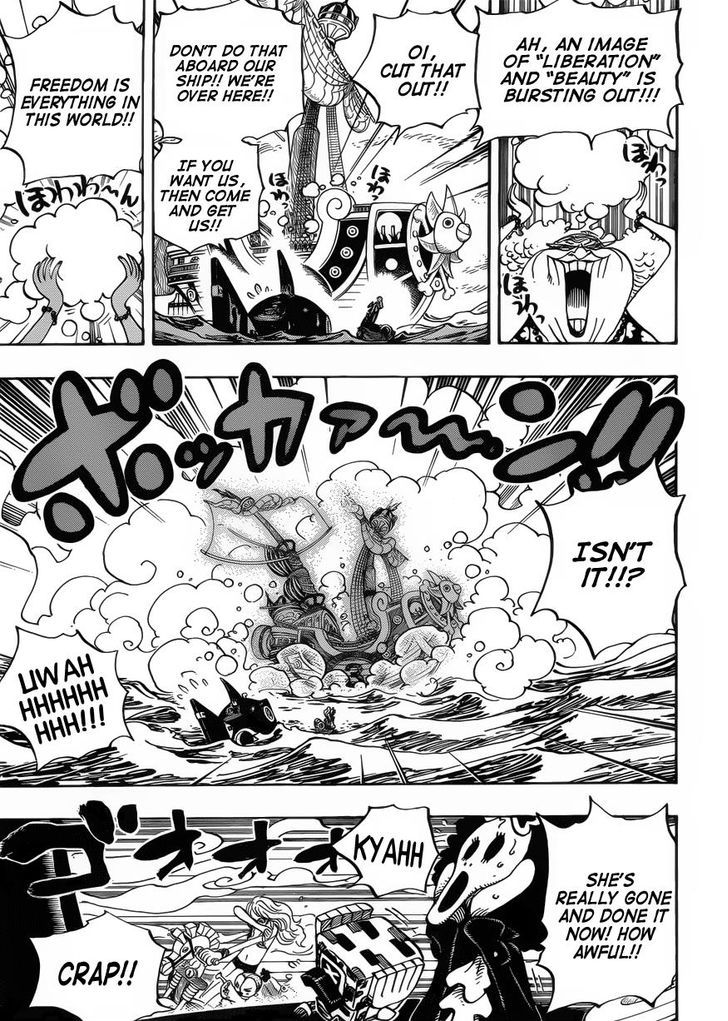 AH, AN IMAGE
OF "LIBERATION"
AND "BEAUTY" IS
BURSTING OUT!!!
ほわっ
ほわっ
OI,
CUT THAT
OUT!!
DON'T DO THAT
ABOARD OUR
SHIP!! WE'RE
OVER HERE!!
IF YOU
WANT US,
THEN COME
AND GET
US!!
ほわっ
ほわっ
FREEDOM IS
EVERYTHING IN
THIS WORLD!!
ほわわ〜ん
ボッカァ〜〜ン!!
ISN'T
IT!!?
UWAH
HHHHHH
HHH!!!
SHE'S
REALLY GONE
AND DONE IT
NOW! HOW
AWFUL!!
KYAHH
ゴオオオオ
CRAP!!